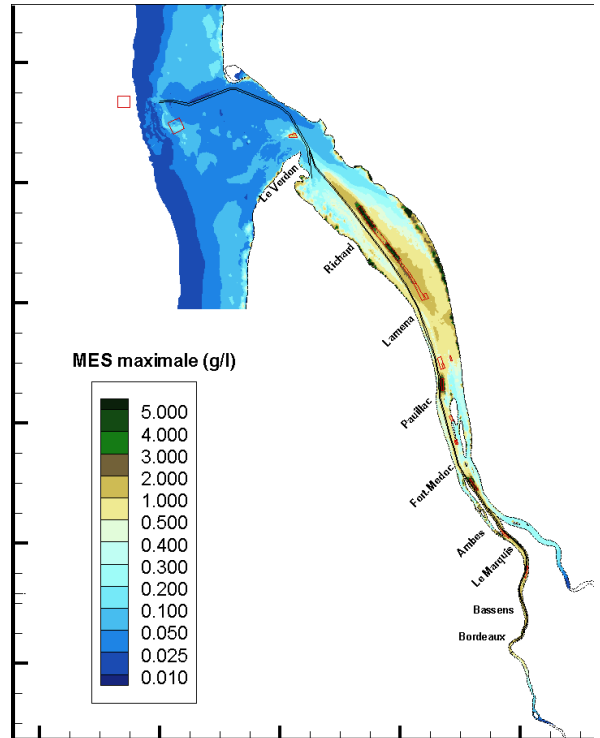 Le Verdon
Richard
Lamena
MES maximale (g/l)
5.000
4.000
3.000
2.000
1.000
0.500
0.400
0.300
0.200
0.100
0.050
0.025
0.010
Pauillac
Fort Medoc
Ambes
Le Marquis
Bassens
Bordeaux